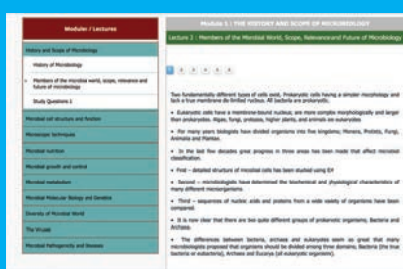 Modules / Lectures
History and Scope of Microbiology
History of Microbiology
Members of the microbial world, scope, relevance and
future of microbiology
Study Questions 1
Microbial cell structure and function
Microscopic techniques
Microbial nutrition
Microbial growth and control
Microbial metabolism
Microbial Molecular Biology and Genetics
Diversity of Microbial World
The Viruses
Microbial Pathogenicity and Diseases
Module 1 : THE HISTORY AND SCOPE OF MICROBIOLOGY
Lecture 2 : Members of the Microbial World, Scope, Relevance and Future of Microbiology
Two fundamentally different types of cells exist. Prokaryotic cells having a simpler morphology and
lack a true membrane de-limited nucleus. All bacteria are prokaryotic.
• Eukaryotic cells have a membrane-bound nucleus; are more complex morphologically and larger
than prokaryotes. Algae, fungi, protozoa, higher plants, and animals are eukaryotes
• For many years biologists have divided organisms into five kingdoms; Monera, Protists, Fungi,
Animalia and Plantae.
• In the last few decades great progress in three areas has been made that affect microbial
classification.
• First – detailed structure of microbial cells has been studied using EM
• Second – microbiologists have determined the biochemical and physiological characteristics of
many different microorganisms.
• Third – sequences of nucleic acids and proteins from a wide variety of organisms have been
compared.
• It is now clear that there are two quite different groups of prokaryotic organisms; Bacteria and
Archaea.
• The differences between bacteria, archaea and eukaryotes seem so great that many
microbiologists proposed that organisms should be divided among three domains; Bacteria (the true
bacteria or eubacteria), Archaea and Eucarya (all eukaryotic organisms).